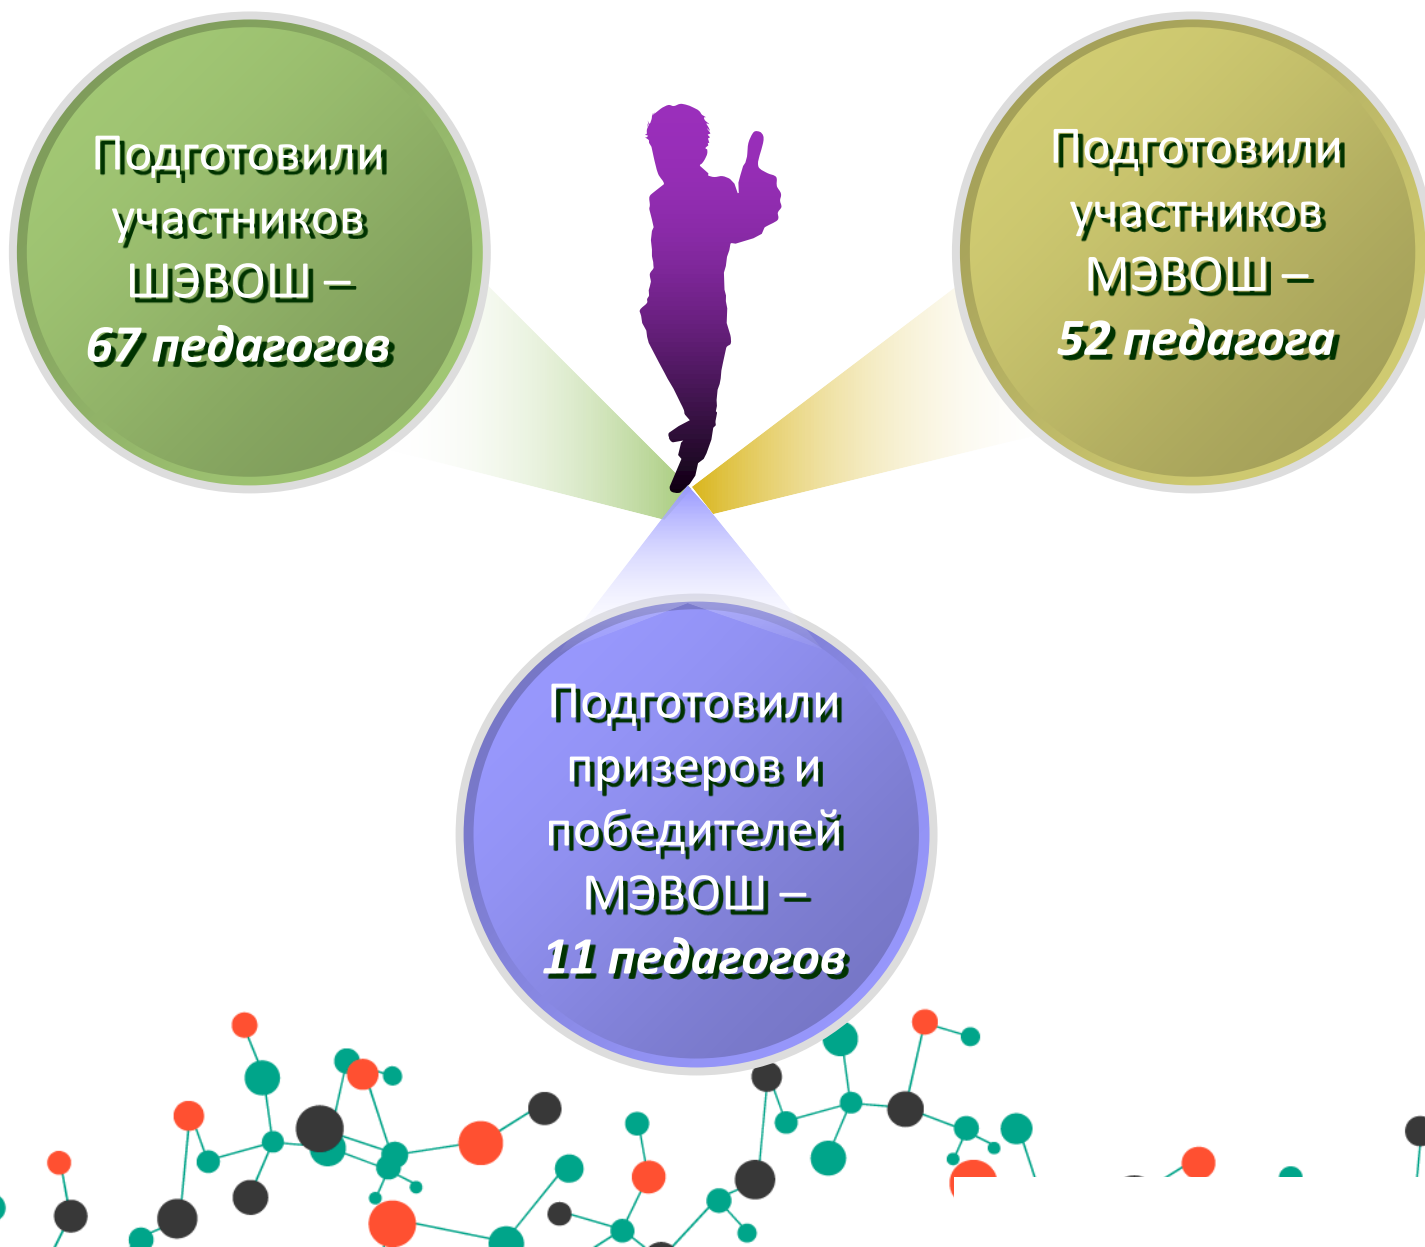 Подготовили
участников
ШЭВОШ –
67 педагогов
Подготовили
участников
МЭВОШ –
52 педагога
Подготовили
призеров и
победителей
МЭВОШ –
11 педагогов